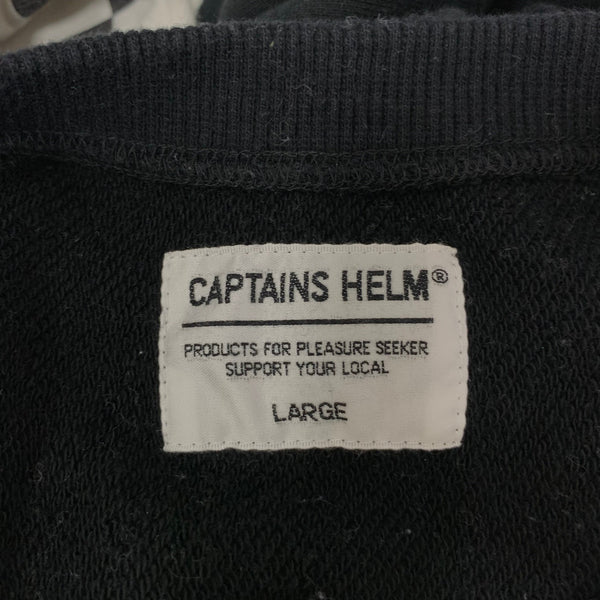 CAPTAINS HELM®
PRODUCTS FOR PLEASURE SEEKER
SUPPORT YOUR LOCAL
LARGE